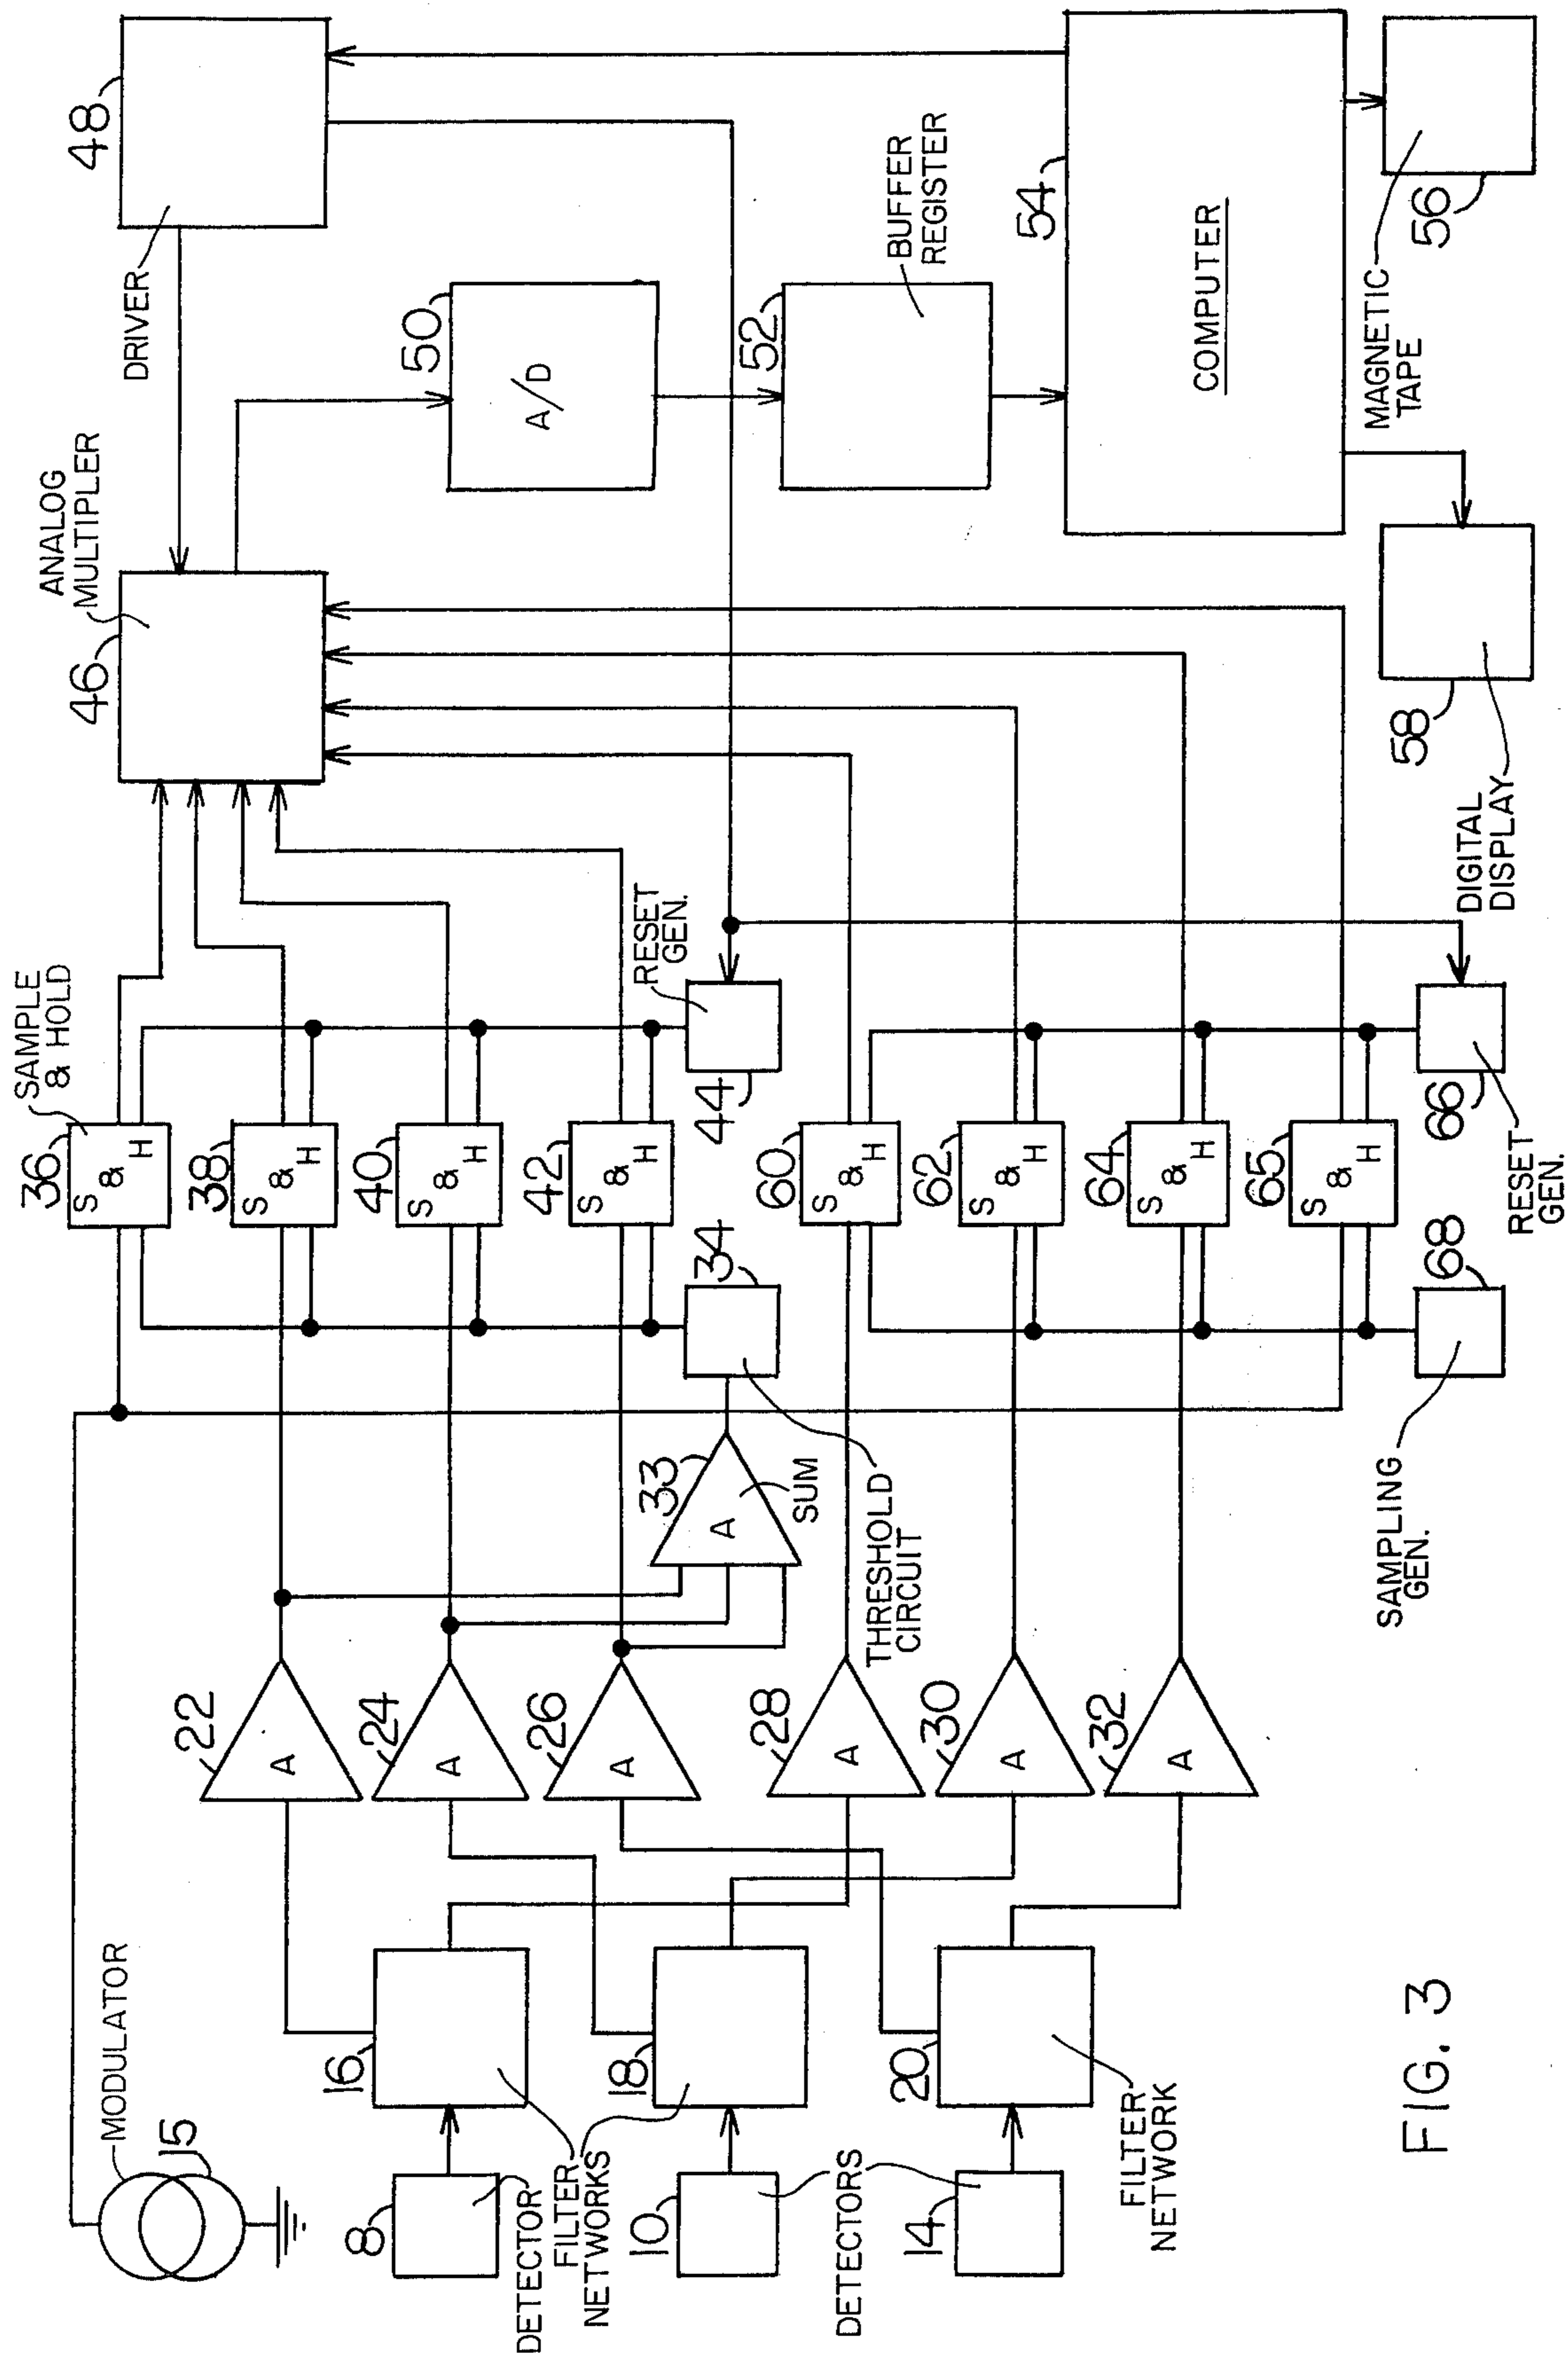 MODULATOR
15
8
DETECTOR
16
FILTER
NETWORKS
10
18
DETECTORS
14
20
FILTER
NETWORK
22
A
24
A
26
A
28
A
30
A
32
A
33
A
SUM
34
THRESHOLD
CIRCUIT
SAMPLE
& HOLD
36
S
&
H
38
S
&
H
40
S
&
H
42
S
&
H
44
RESET
GEN.
60
S
&
H
62
S
&
H
64
S
&
H
65
S
&
H
66
RESET
GEN.
68
SAMPLING
GEN.
46
ANALOG
MULTIPLER
DRIVER
48
50
A/D
52
BUFFER
REGISTER
54
COMPUTER
MAGNETIC
TAPE
56
58
DIGITAL
DISPLAY
FIG. 3